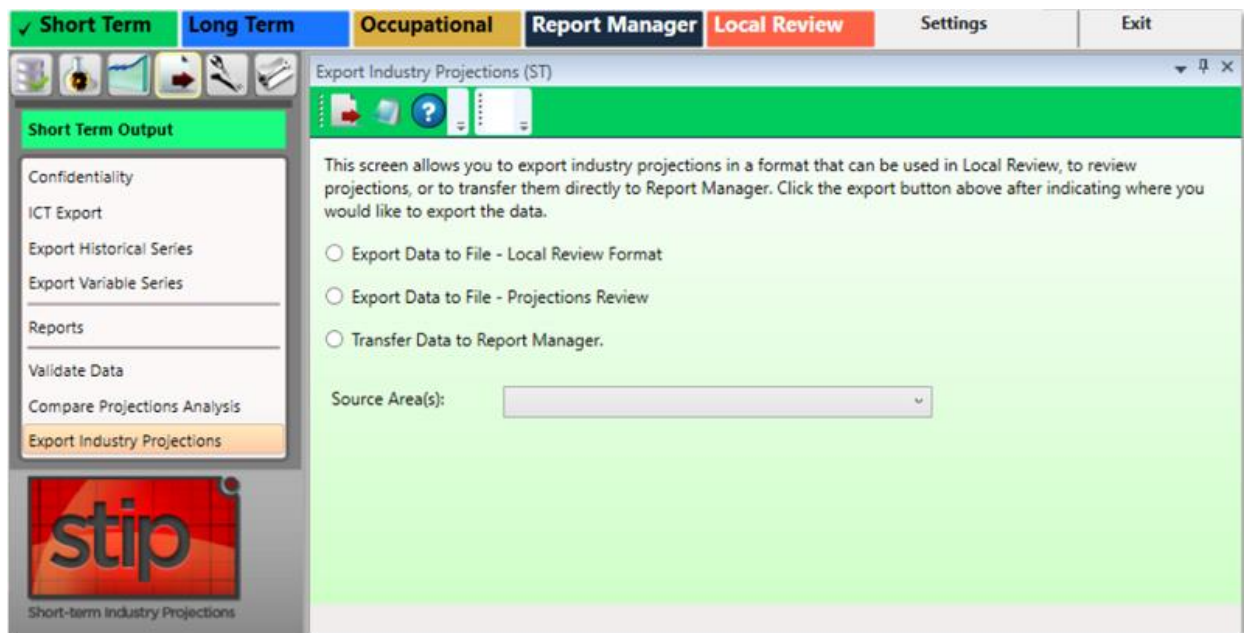 ✓ Short Term
Long Term
Occupational
Report Manager
Local Review
Settings
Exit
Export Industry Projections (ST)
?
Short Term Output
Confidentiality
ICT Export
Export Historical Series
Export Variable Series
Reports
Validate Data
Compare Projections Analysis
Export Industry Projections
stip
Short-term Industry Projections
This screen allows you to export industry projections in a format that can be used in Local Review, to review
projections, or to transfer them directly to Report Manager. Click the export button above after indicating where you
would like to export the data.
Export Data to File - Local Review Format
Export Data to File - Projections Review
Transfer Data to Report Manager.
Source Area(s):